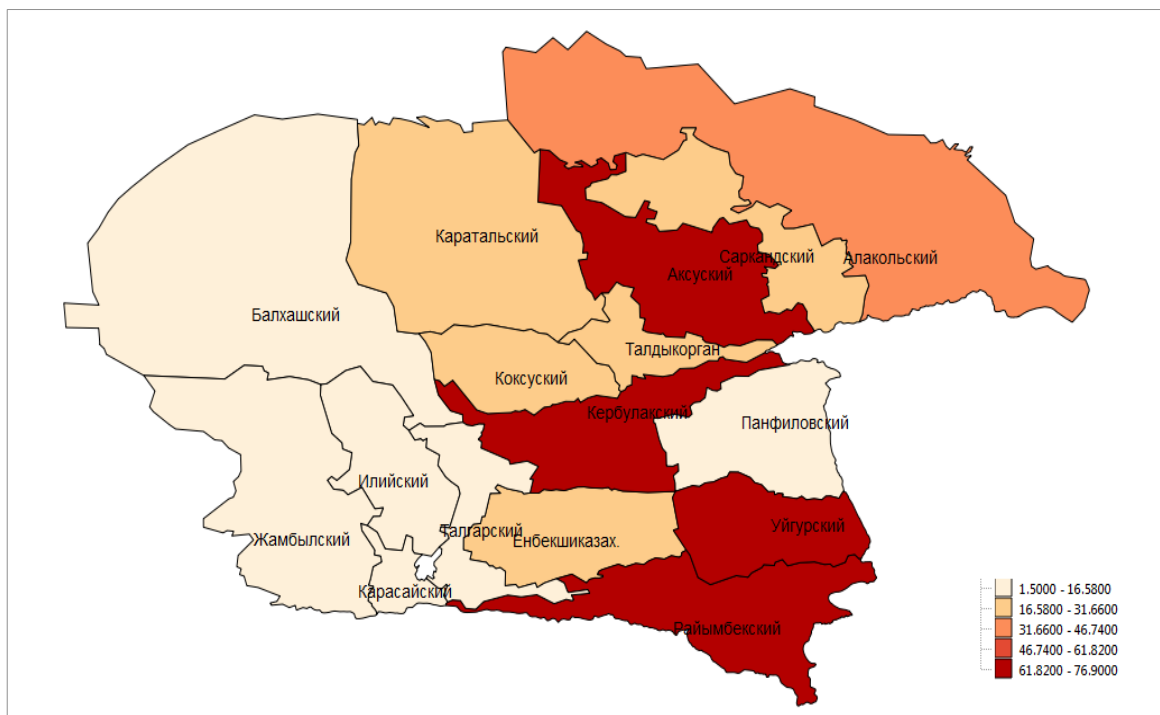 Каратальский
Саркандский
Алакольский
Аксуский
Балхашский
Талдыкорган
Коксуский
Кербулакский
Панфиловский
Илийский
Уйгурский
Талгарский
Енбекшиказах.
Жамбылский
Карасайский
Райымбекский
1.5000 - 16.5800
16.5800 - 31.6600
31.6600 - 46.7400
46.7400 - 61.8200
61.8200 - 76.9000